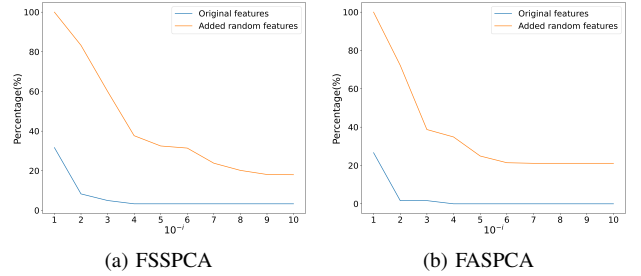 Original features
Added random features
Percentage(%)
100
80
60
40
20
0
1 2 3 4 5 6 7 8 9 10
10^{-i}
(a) FSSPCA
Original features
Added random features
Percentage(%)
100
80
60
40
20
0
1 2 3 4 5 6 7 8 9 10
10^{-i}
(b) FASPCA